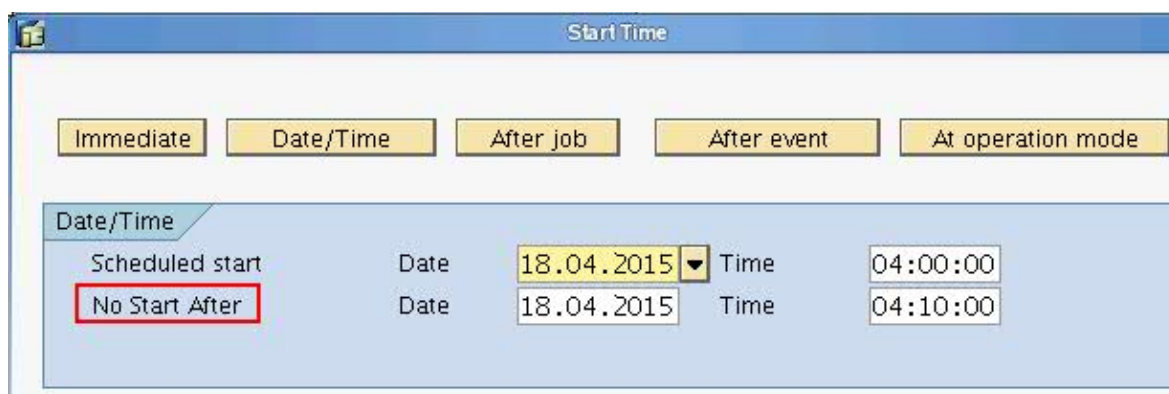 Start Time
Immediate Date/Time After job After event At operation mode
Date/Time
Scheduled start Date 18.04.2015 Time 04:00:00
No Start After Date 18.04.2015 Time 04:10:00